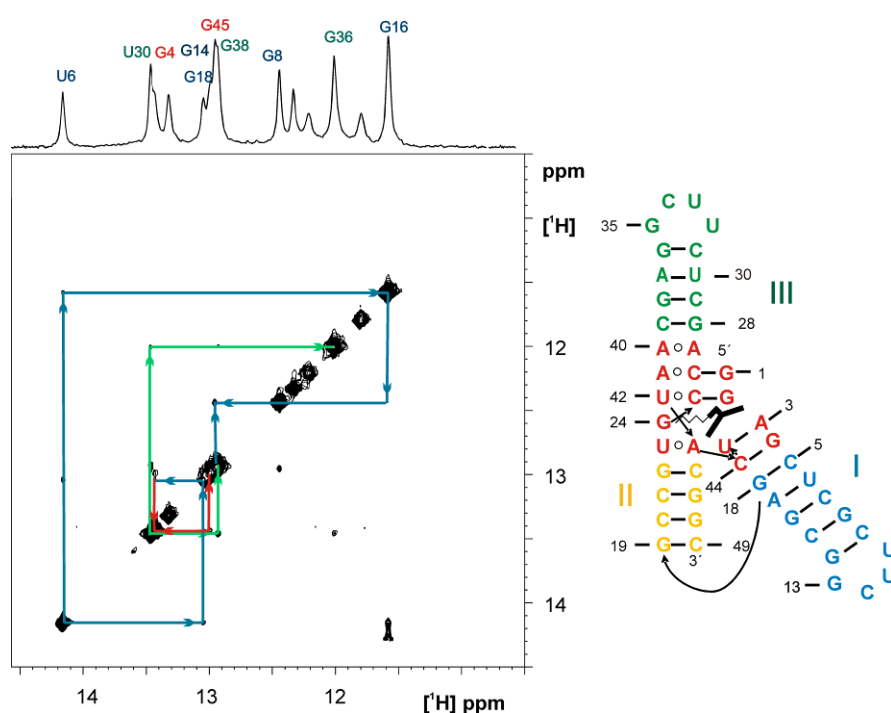 G45
U30 G4 G14 G38 G36 G16
U6 G18 G8
ppm
[¹H]
12
13
14
14 13 12
[¹H] ppm
C U
35 G U
G C
A U 30
G C III
C G 28
40 A A 5´
A C G 1
42 U C G
24 G A 3
U A U G 5
G C C C I
C G 44 G U
C G 18 A C
G G
C C
19 G C 49 G U
3´ 13 G U
C
II